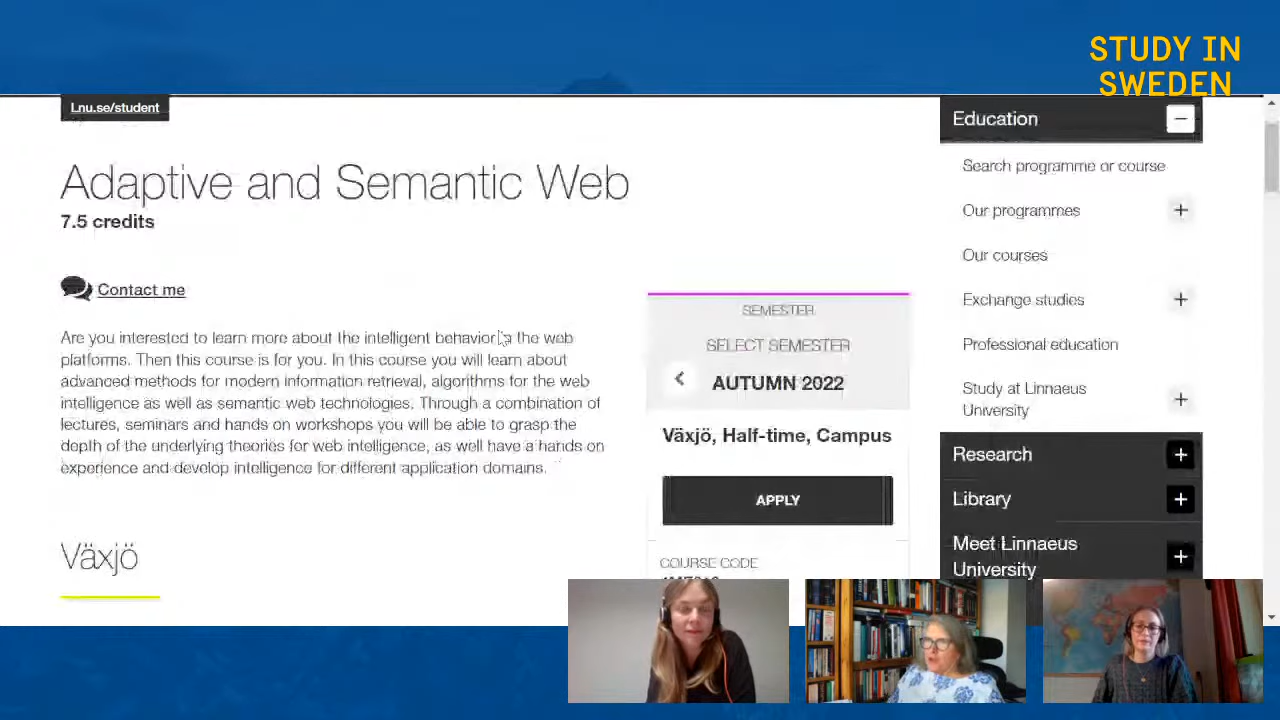 STUDY IN
SWEDEN
Lnu.se/student
Adaptive and Semantic Web
7.5 credits
Contact me
Are you interested to learn more about the intelligent behavior the web
platforms. Then this course is for you. In this course you will learn about
advanced methods for modern information retrieval, algorithms for the web
intelligence as well as semantic web technologies. Through a combination of
lectures, seminars and hands on workshops you will be able to grasp the
depth of the underlying theories for web intelligence, as well have a hands on
experience and develop intelligence for different application domains.
Växjö
SEMESTER
SELECT SEMESTER
AUTUMN 2022
Växjö, Half-time, Campus
APPLY
COURSE CODE
Education
Search programme or course
Our programmes
Our courses
Exchange studies
Professional education
Study at Linnaeus
University
Research
Library
Meet Linnaeus
University